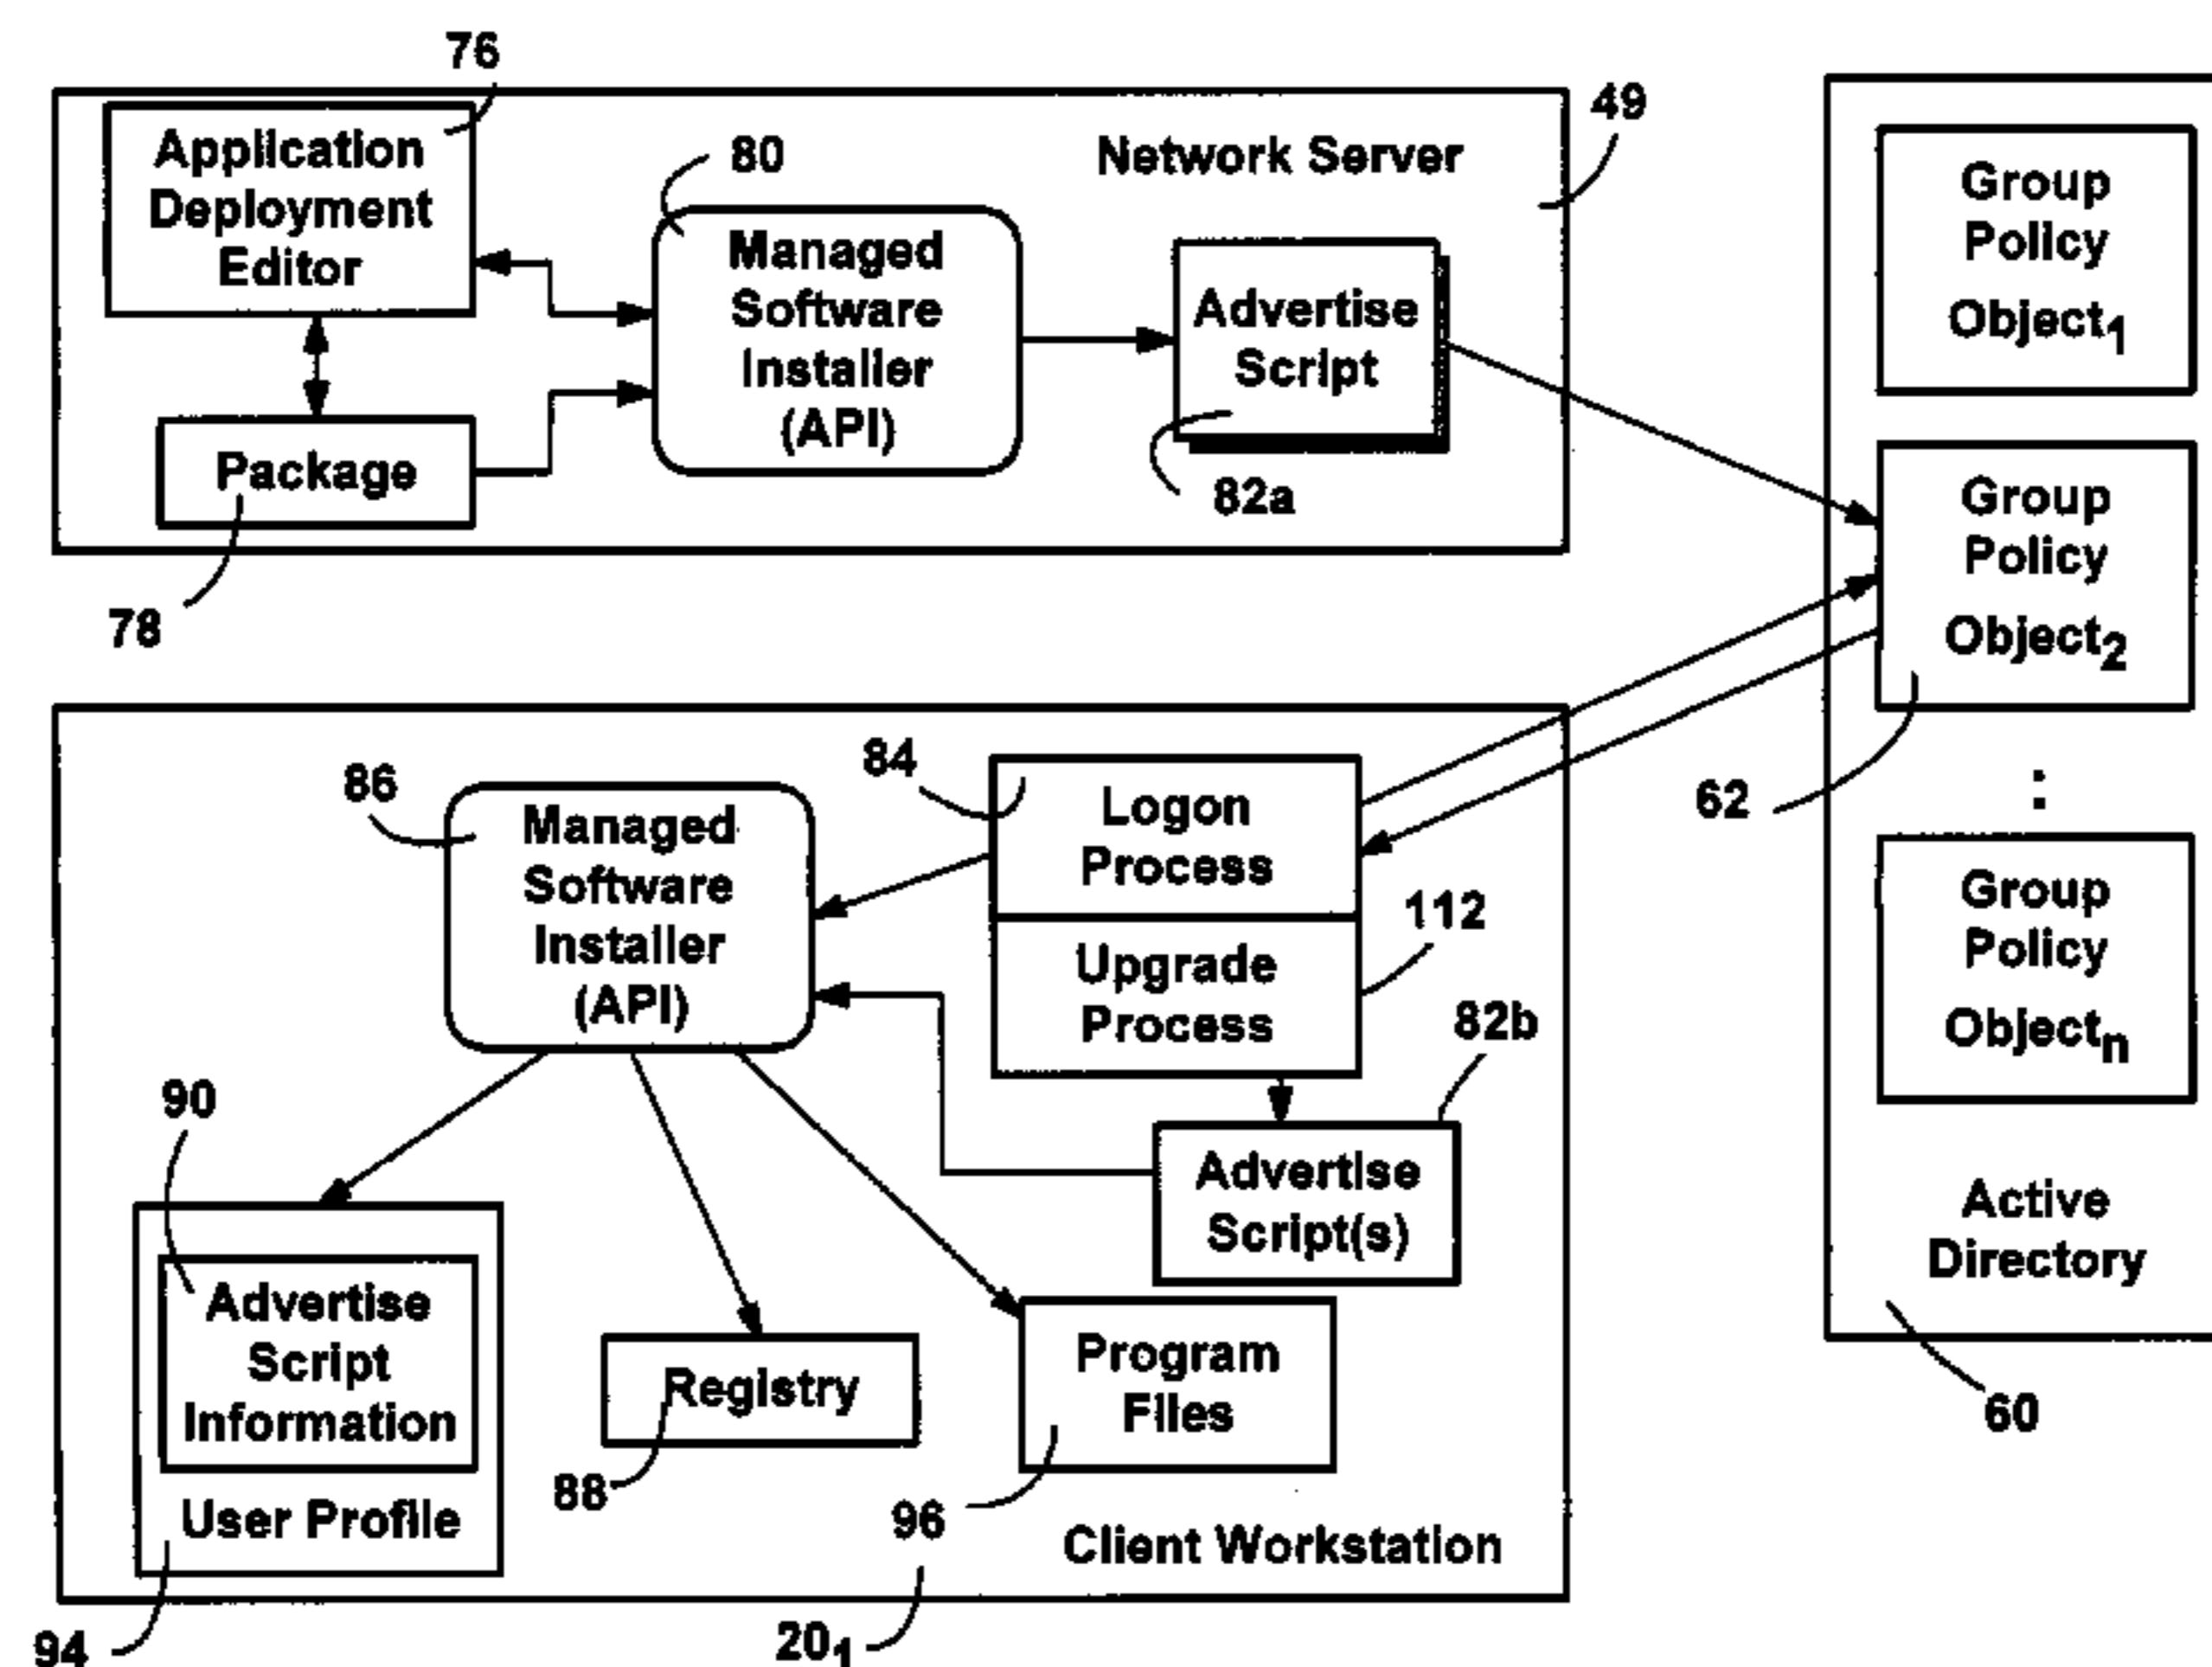 76
Application
Deployment
Editor
80
Managed
Software
Installer
(API)
Network Server
49
Advertise
Script
82a
Package
78
Group
Policy
Object1
Group
Policy
Object2
62
:
Group
Policy
Objectn
Active
Directory
60
86
Managed
Software
Installer
(API)
84
Logon
Process
112
Upgrade
Process
82b
Advertise
Script(s)
90
Advertise
Script
Information
User Profile
94
Registry
88
Program
Files
96
Client Workstation
201